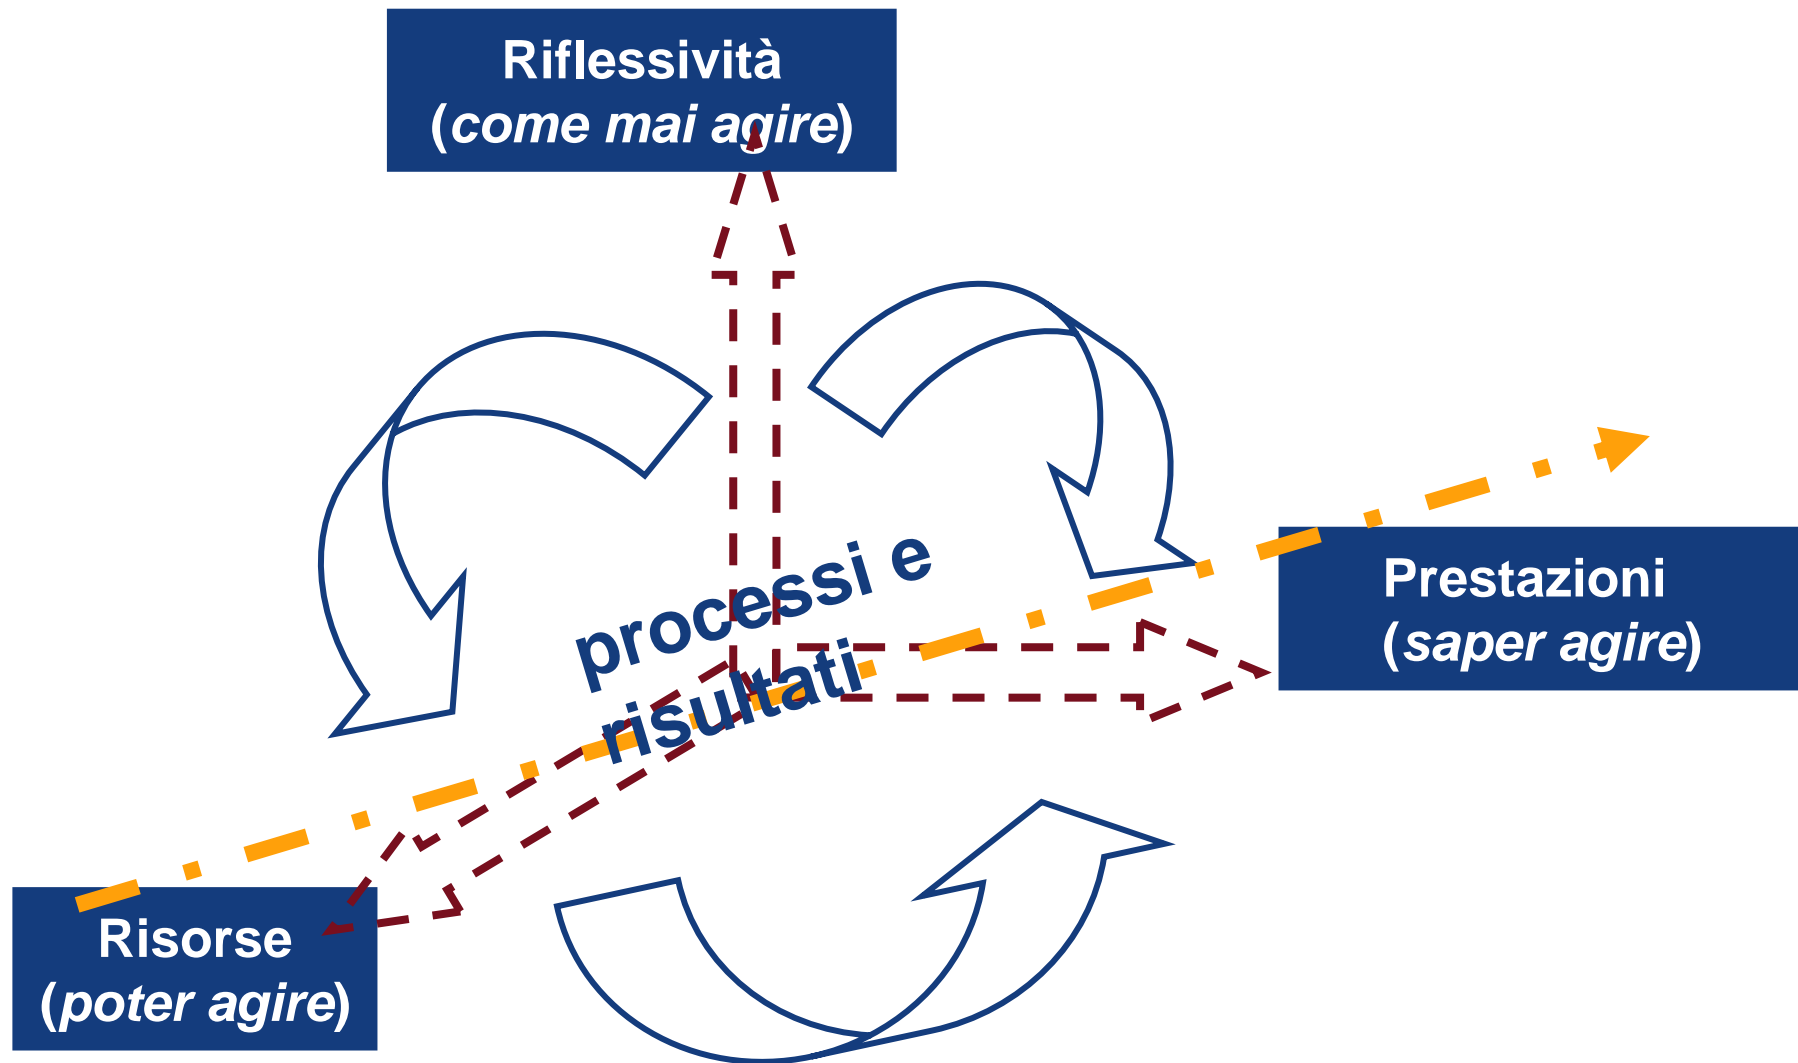 Riflessività
(come mai agire)
processi e
risultati
Prestazioni
(saper agire)
Risorse
(poter agire)